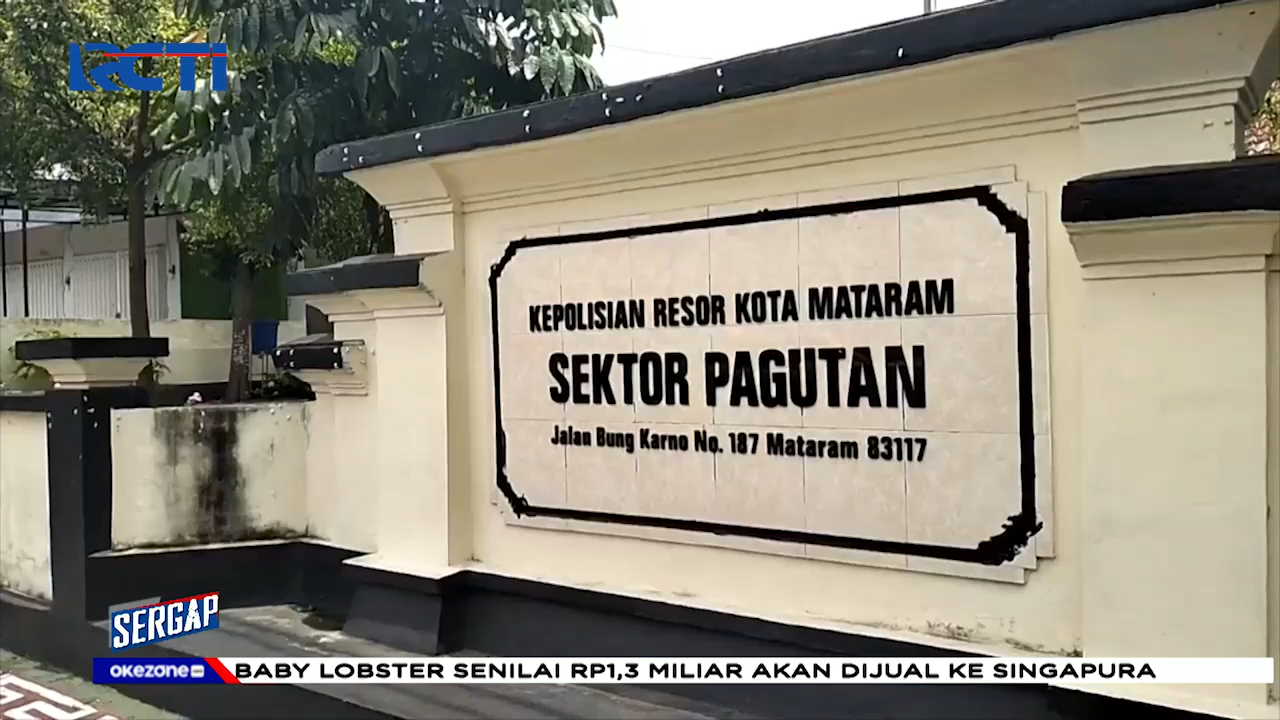 RCTI
KEPOLISIAN RESOR KOTA MATARAM
SEKTOR PAGUTAN
Jalan Bung Karno No. 187 Mataram 83117
SERGAP
okezone
BABY LOBSTER SENILAI RP1,3 MILIAR AKAN DIJUAL KE SINGAPURA